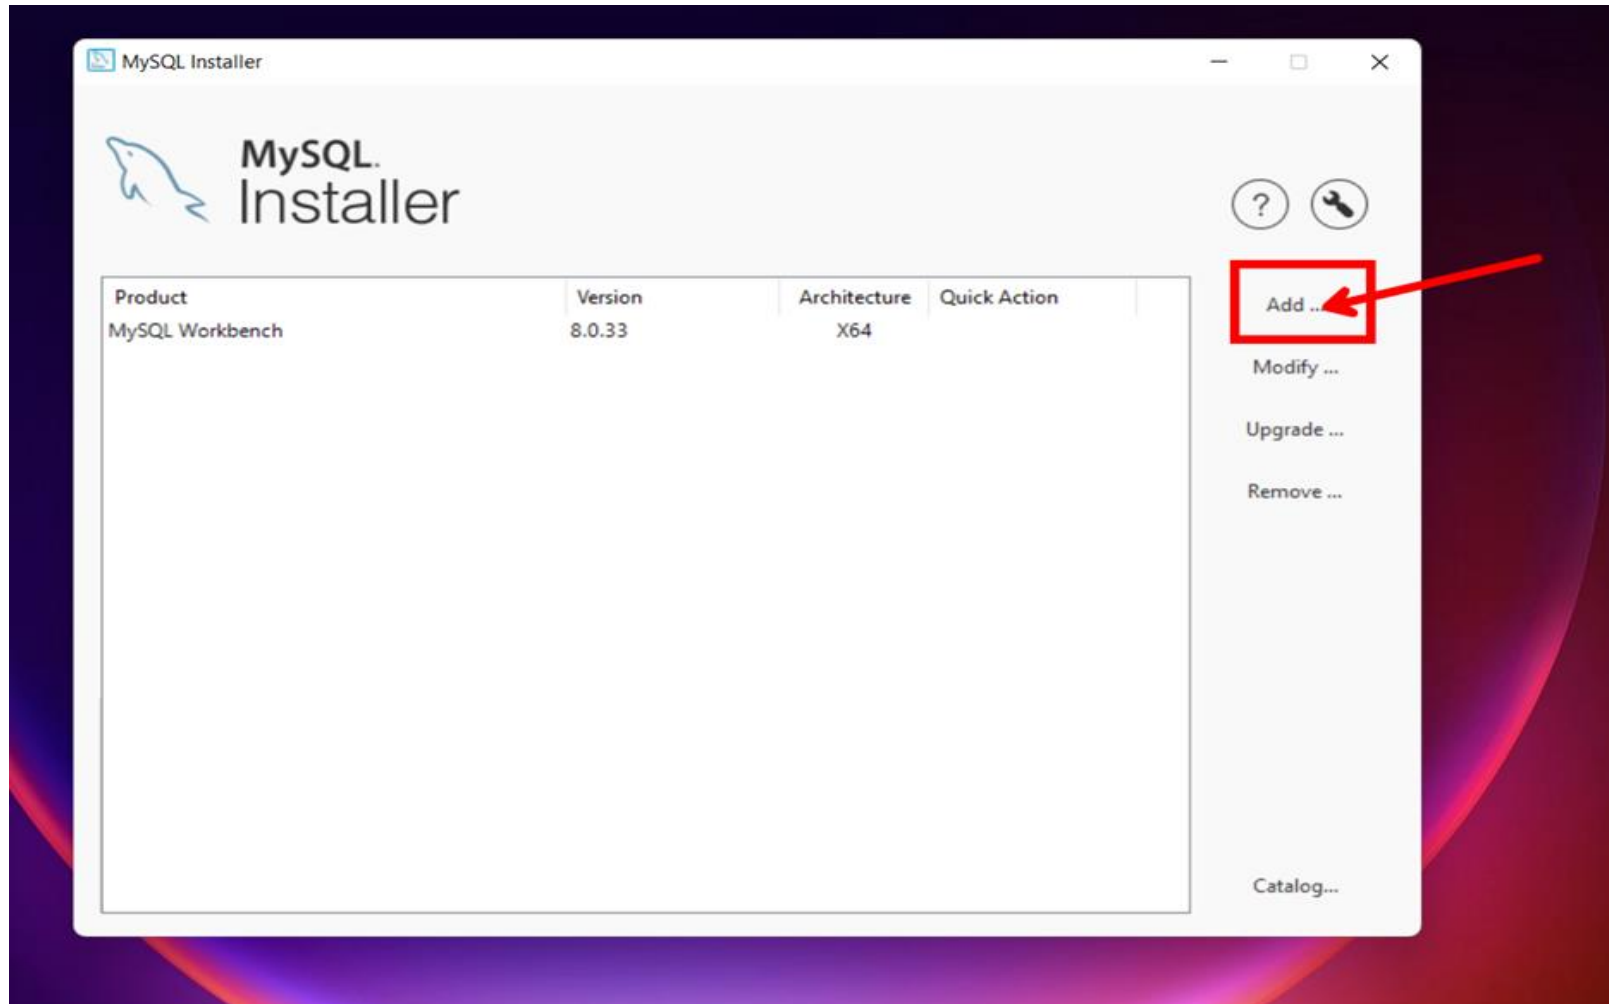 MySQL Installer
MySQL.
Installer
?
Product Version Architecture Quick Action
MySQL Workbench 8.0.33 X64
Add ...
Modify ...
Upgrade ...
Remove ...
Catalog...